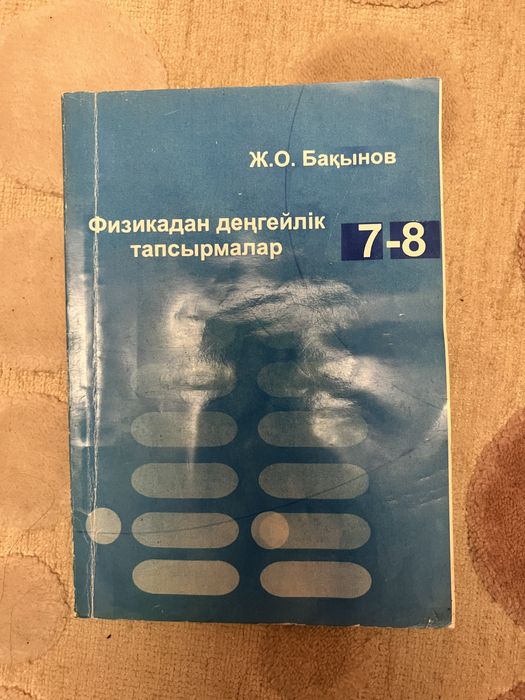 Ж.О. Бақынов
Физикадан деңгейлік
тапсырмалар
7-8